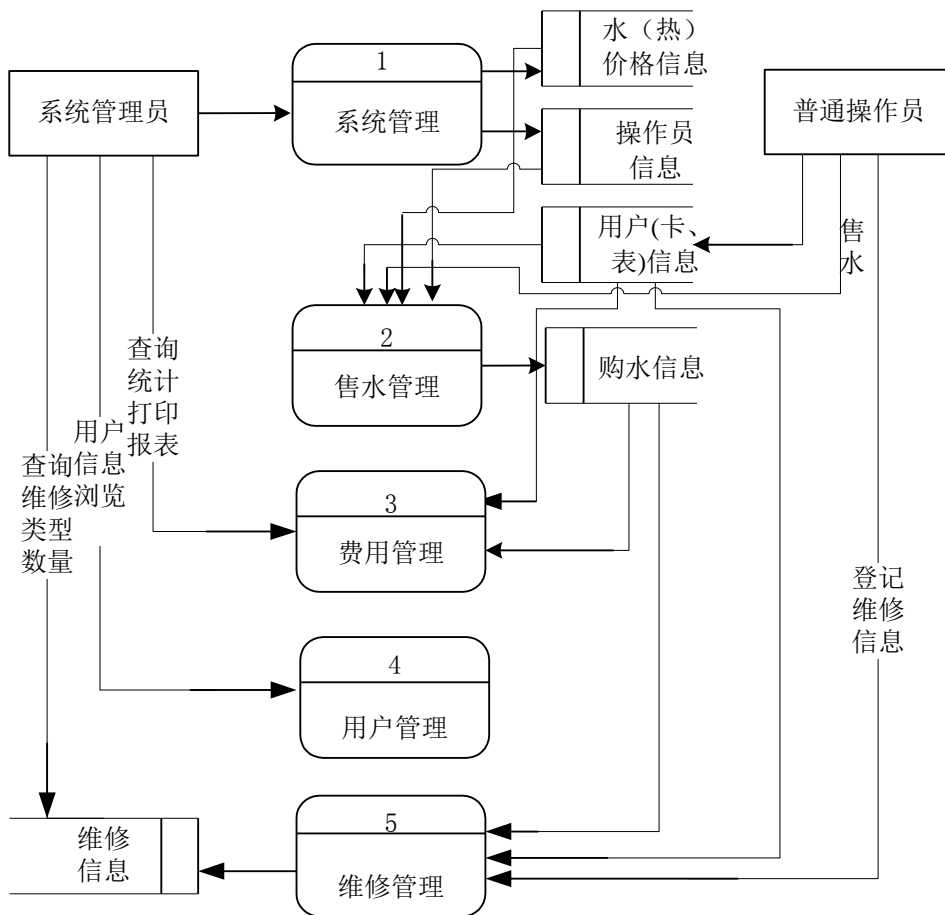 水（热）
价格信息
1
系统管理员
系统管理
普通操作员
操作员
信息
用户(卡、
表)信息
售
水
2
售水管理
购水信息
查询
统计
打印
报表
用户
信息
浏览
查询
维修
类型
数量
3
费用管理
登记
维修
信息
4
用户管理
5
维修管理
维修
信息